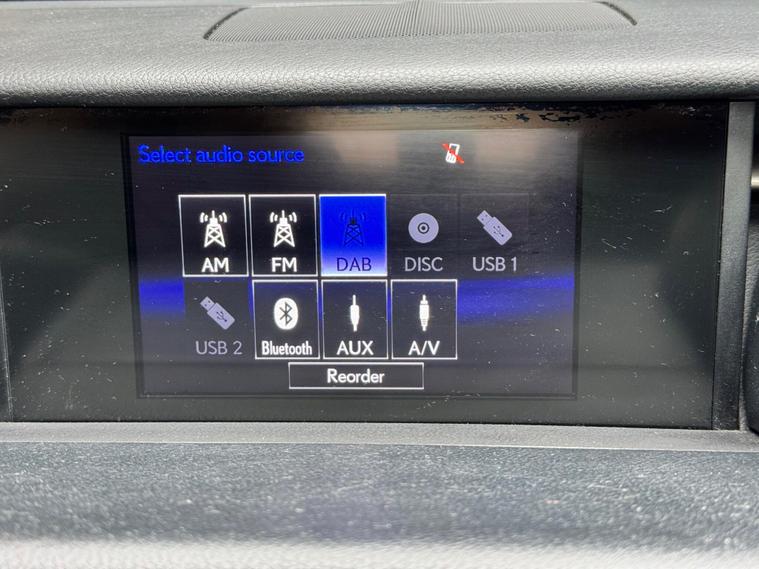 Select audio source
AM FM DAB DISC USB 1
USB 2 Bluetooth AUX A/V
Reorder